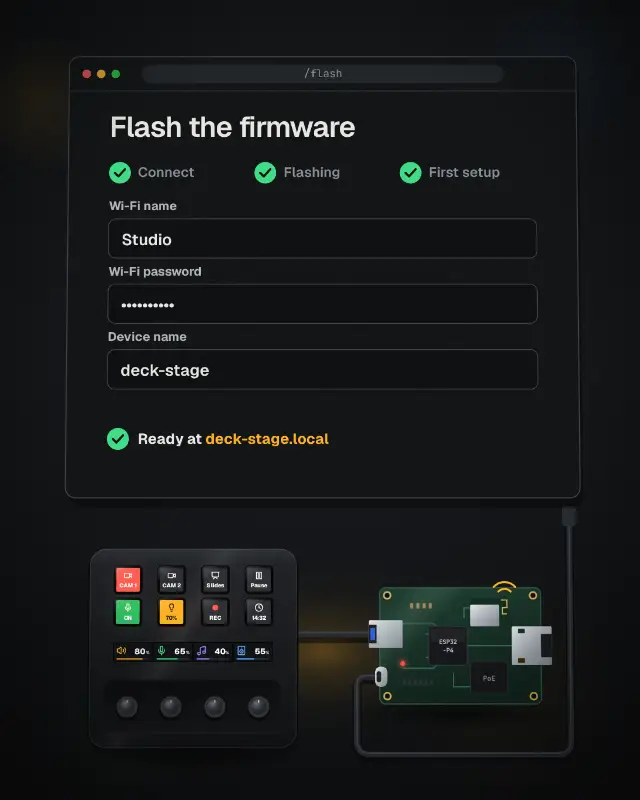 /flash
Flash the firmware
Connect
Flashing
First setup
Wi-Fi name
Studio
Wi-Fi password
••••••••••
Device name
deck-stage
Ready at deck-stage.local
CAM 1
CAM 2
Slides
Pause
ON
70%
REC
14:32
80%
65%
40%
55%
ESP32
-P4
PoE